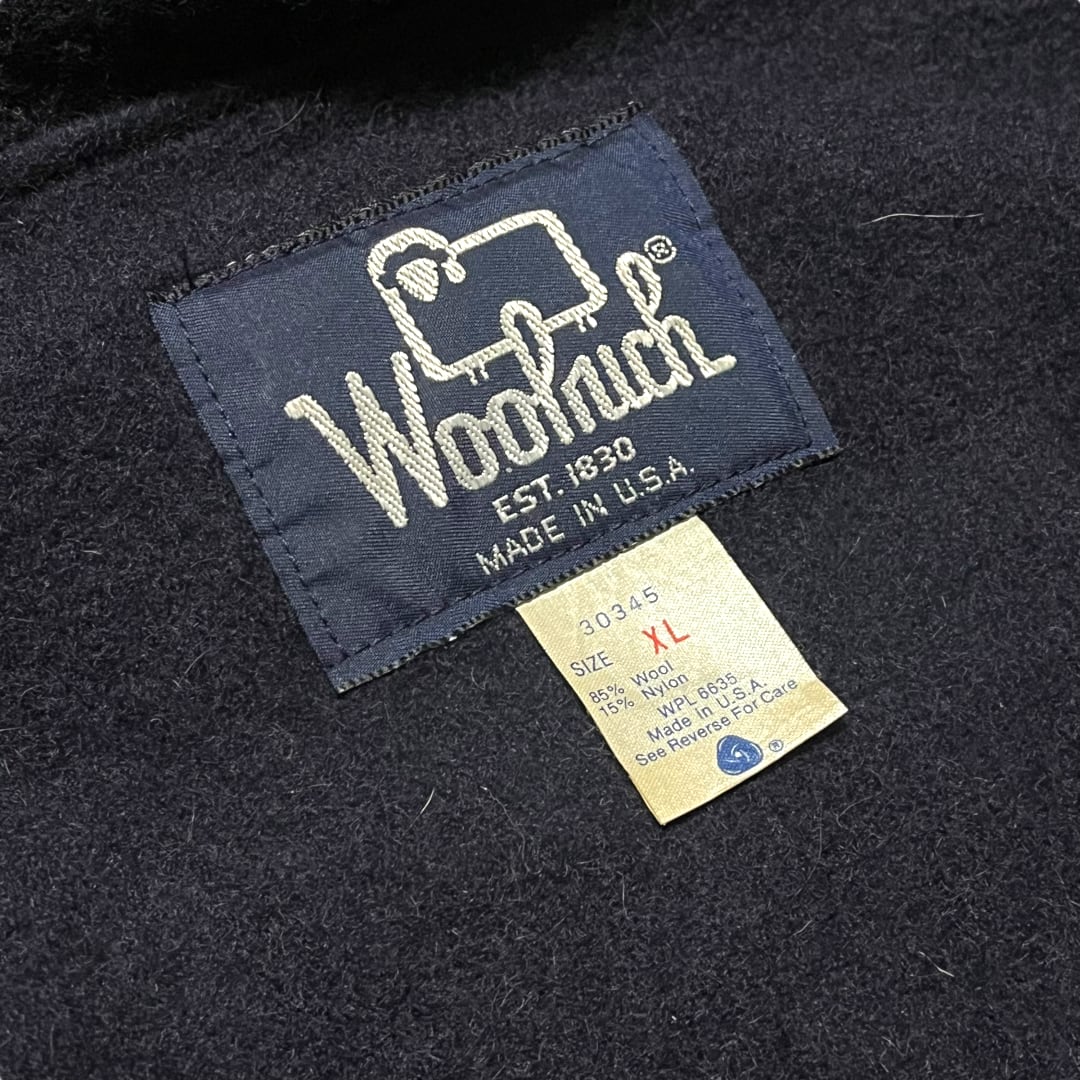 Woolrich ®
EST. 1830
MADE IN U.S.A.
30345
SIZE XL
85% Wool
15% Nylon
WPL 6635
Made In U.S.A.
See Reverse For Care
®